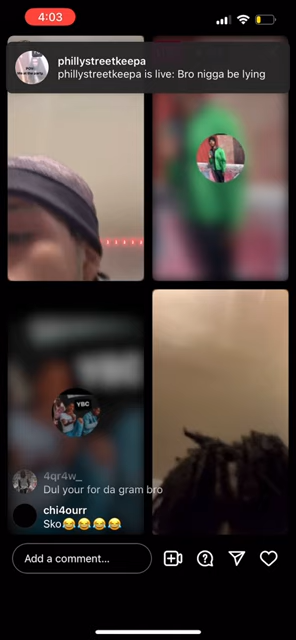 4:03
phillystreetkeepa
phillystreetkeepa is live: Bro nigga be lying
YBC
4qr4w_
Dul your for da gram bro
chi4ourr
Sko😂😂😂😂
Add a comment...